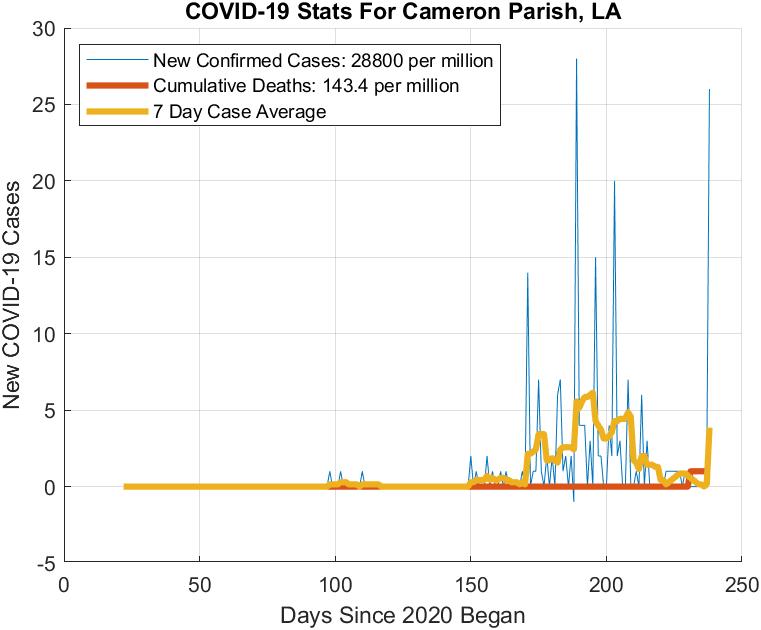 COVID-19 Stats For Cameron Parish, LA
30
25
20
15
10
5
0
-5
New COVID-19 Cases
New Confirmed Cases: 28800 per million
Cumulative Deaths: 143.4 per million
7 Day Case Average
0 50 100 150 200 250
Days Since 2020 Began